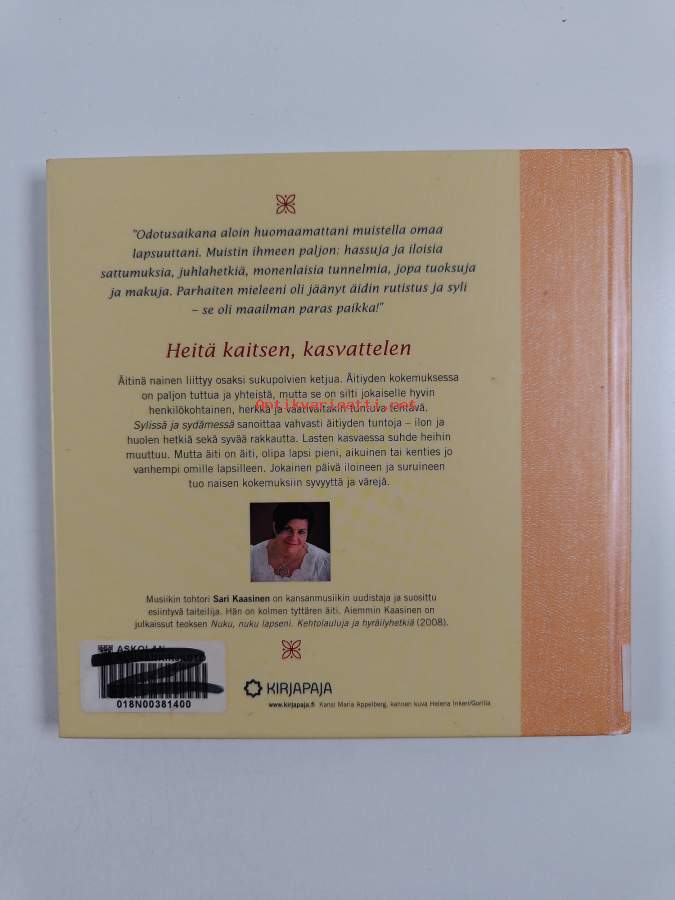 "Odotusaikana aloin huomaamattani muistella omaa
lapsuuttani. Muistin ihmeen paljon: hassuja ja iloisia
sattumuksia, juhlahetkiä, monenlaisia tunnelmia, jopa tuoksuja
ja makuja. Parhaiten mieleeni oli jäänyt äidin rutistus ja syli
– se oli maailman paras paikka!"
Heitä kaitsen, kasvattelen
Äitinä nainen liittyy osaksi sukupolvien ketjua. Äitiyden kokemuksessa
on paljon tuttua ja yhteistä, mutta se on silti jokaiselle hyvin
Antikvariaatti.net
henkilökohtainen, herkkä ja vaativaltakin tuntuva tehtävä.
Sylissä ja sydämessä sanoittaa vahvasti äitiyden tuntoja – ilon ja
huolen hetkiä sekä syvää rakkautta. Lasten kasvaessa suhde heihin
muuttuu. Mutta äiti on äiti, olipa lapsi pieni, aikuinen tai kenties jo
vanhempi omille lapsilleen. Jokainen päivä iloineen ja suruineen
tuo naisen kokemuksiin syvyyttä ja värejä.
Musiikin tohtori Sari Kaasinen on kansanmusiikin uudistaja ja suosittu
esiintyvä taiteilija. Hän on kolmen tyttären äiti. Aiemmin Kaasinen on
julkaissut teoksen Nuku, nuku lapseni. Kehtolauluja ja hyräilyhetkiä (2008).
ASKOLAN
018N00381400
KIRJAPAJA
www.kirjapaja.fi Kansi Maria Appelberg, kannen kuva Helena Inkeri/Gorilla